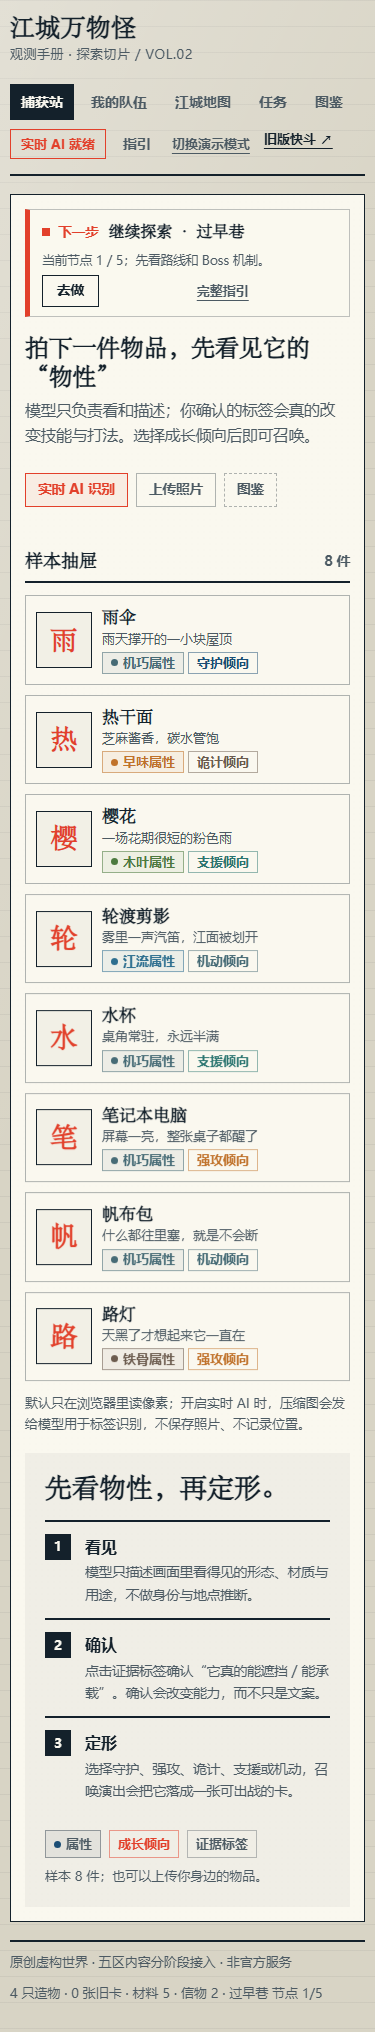 江城万物怪
观测手册 · 探索切片 / VOL.02
捕获站 我的队伍 江城地图 任务 图鉴
实时 AI 就绪 指引 切换演示模式 旧版快斗 ↗
下一步 继续探索 · 过早巷
当前节点 1 / 5；先看路线和 Boss 机制。
去做 完整指引
拍下一件物品，先看见它的
“物性”
模型只负责看和描述；你确认的标签会真的改
变技能与打法。选择成长倾向后即可召唤。
实时 AI 识别 上传照片 图鉴
样本抽屉 8 件
雨
雨伞
雨天撑开的一小块屋顶
机巧属性 守护倾向
热
热干面
芝麻酱香，碳水管饱
早味属性 诡计倾向
樱
樱花
一场花期很短的粉色雨
木叶属性 支援倾向
轮
轮渡剪影
雾里一声汽笛，江面被划开
江流属性 机动倾向
水
水杯
桌角常驻，永远半满
机巧属性 支援倾向
笔
笔记本电脑
屏幕一亮，整张桌子都醒了
机巧属性 强攻倾向
帆
帆布包
什么都往里塞，就是不会断
机巧属性 机动倾向
路
路灯
天黑了才想起来它一直在
铁骨属性 强攻倾向
默认只在浏览器里读像素；开启实时 AI 时，压缩图会发
给模型用于标签识别，不保存照片、不记录位置。
先看物性，再定形。
1 看见
模型只描述画面里看得见的形态、材质与
用途，不做身份与地点推断。
2 确认
点击证据标签确认“它真的能遮挡 / 能承
载”。确认会改变能力，而不只是文案。
3 定形
选择守护、强攻、诡计、支援或机动，召
唤演出会把它落成一张可出战的卡。
属性 成长倾向 证据标签
样本 8 件；也可以上传你身边的物品。
原创虚构世界 · 五区内容分阶段接入 · 非官方服务
4 只造物 · 0 张旧卡 · 材料 5 · 信物 2 · 过早巷 节点 1/5